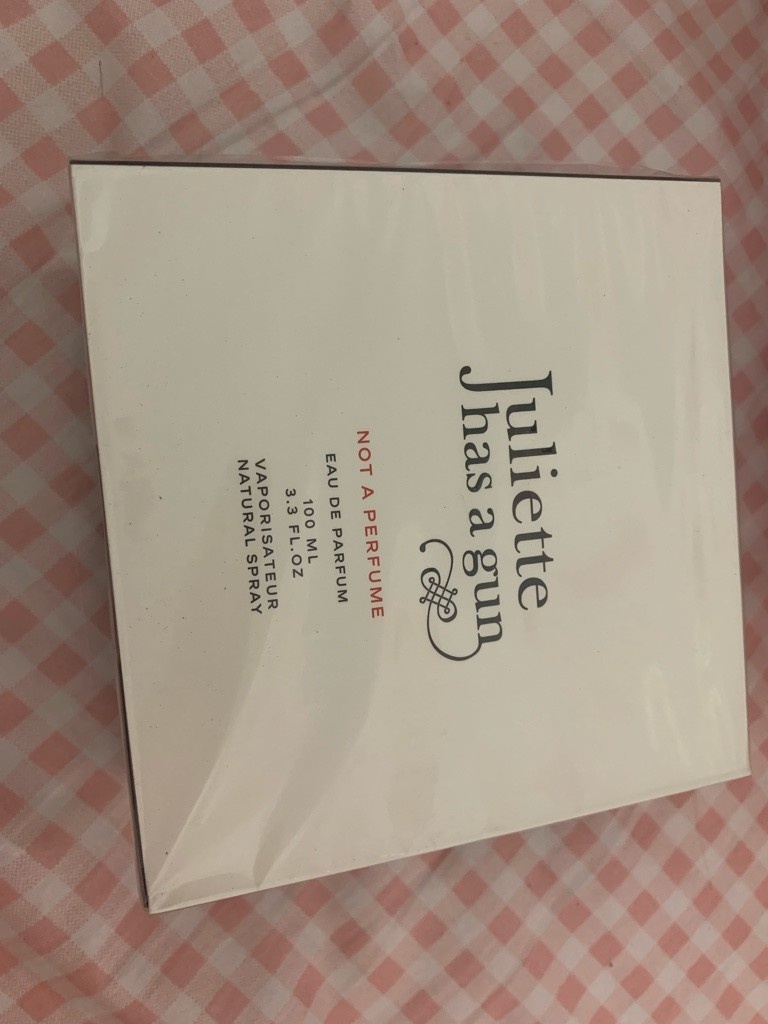 Juliette
has a gun
NOT A PERFUME
EAU DE PARFUM
100 ML
3.3 FL.OZ
VAPORISATEUR
NATURAL SPRAY